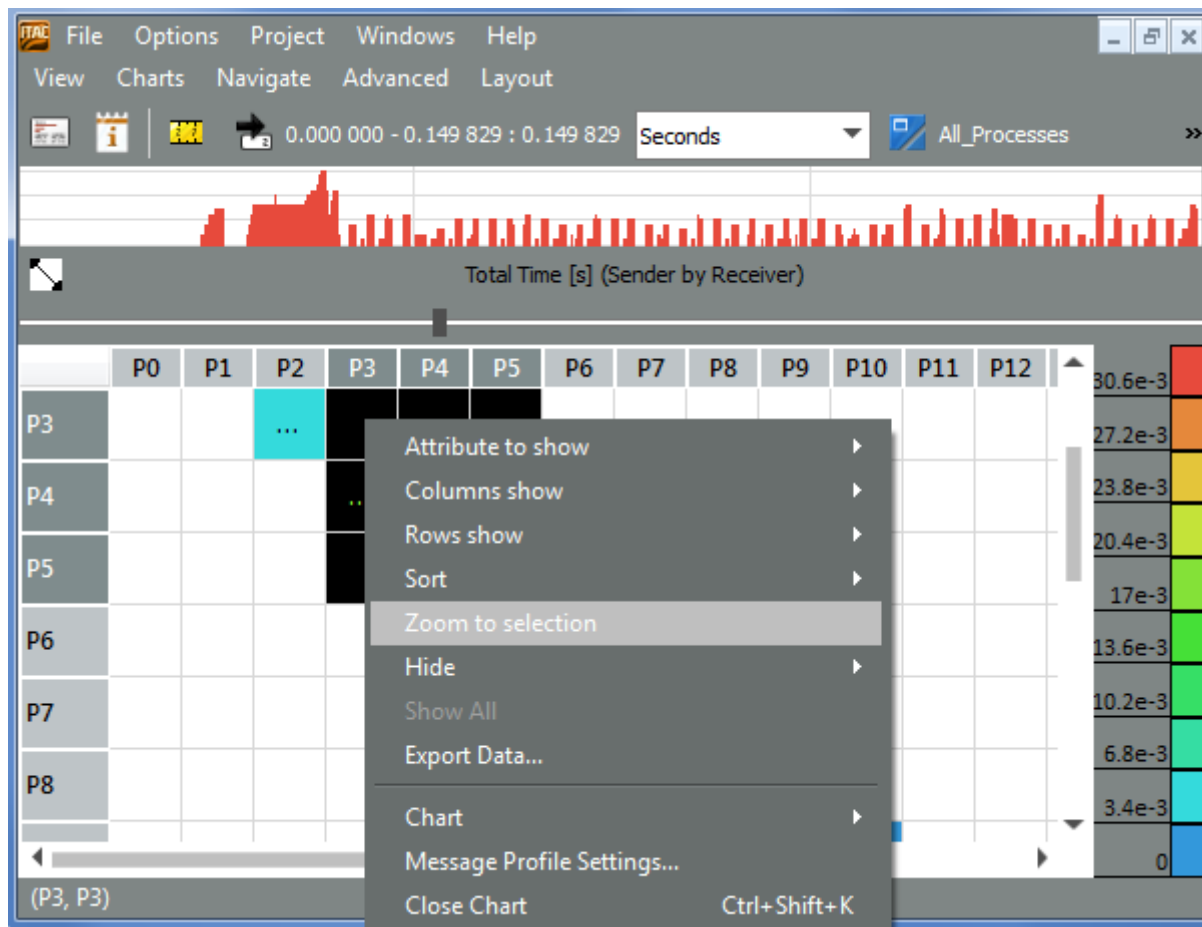 ITAC File Options Project Windows Help
View Charts Navigate Advanced Layout
0.000 000 - 0.149 829 : 0.149 829 Seconds All_Processes »
Total Time [s] (Sender by Receiver)
P0 P1 P2 P3 P4 P5 P6 P7 P8 P9 P10 P11 P12
30.6e-3
P3 ...
27.2e-3
Attribute to show
Columns show
23.8e-3
P4 ..
Rows show
20.4e-3
P5
Sort
17e-3
Zoom to selection
P6
13.6e-3
Hide
P7
10.2e-3
Show All
Export Data...
6.8e-3
P8
3.4e-3
Chart
Message Profile Settings...
0
(P3, P3)
Close Chart Ctrl+Shift+K